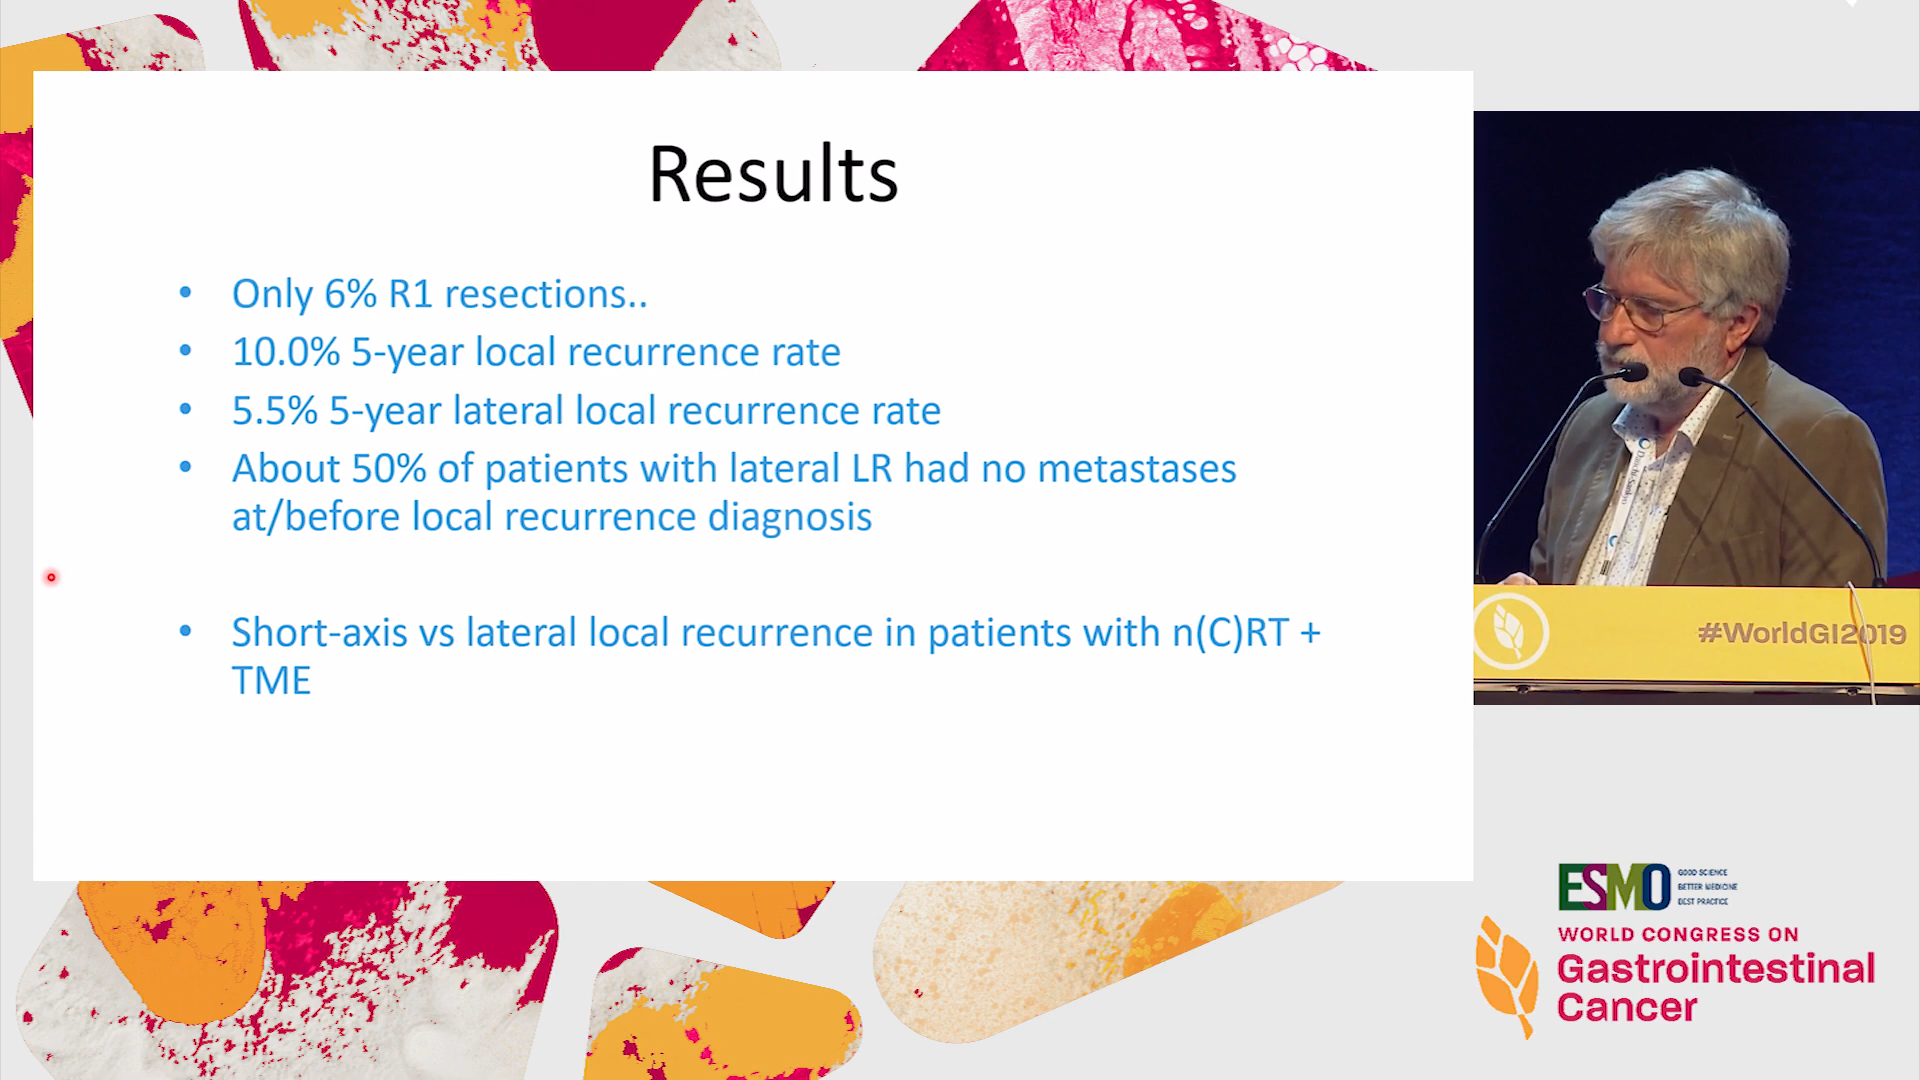 Results
• Only 6% R1 resections..
• 10.0% 5-year local recurrence rate
• 5.5% 5-year lateral local recurrence rate
• About 50% of patients with lateral LR had no metastases
at/before local recurrence diagnosis
• Short-axis vs lateral local recurrence in patients with n(C)RT +
TME
Daiichi-Sankyo
#WorldGI2019
ESMO
GOOD SCIENCE
BETTER MEDICINE
BEST PRACTICE
WORLD CONGRESS ON
Gastrointestinal
Cancer